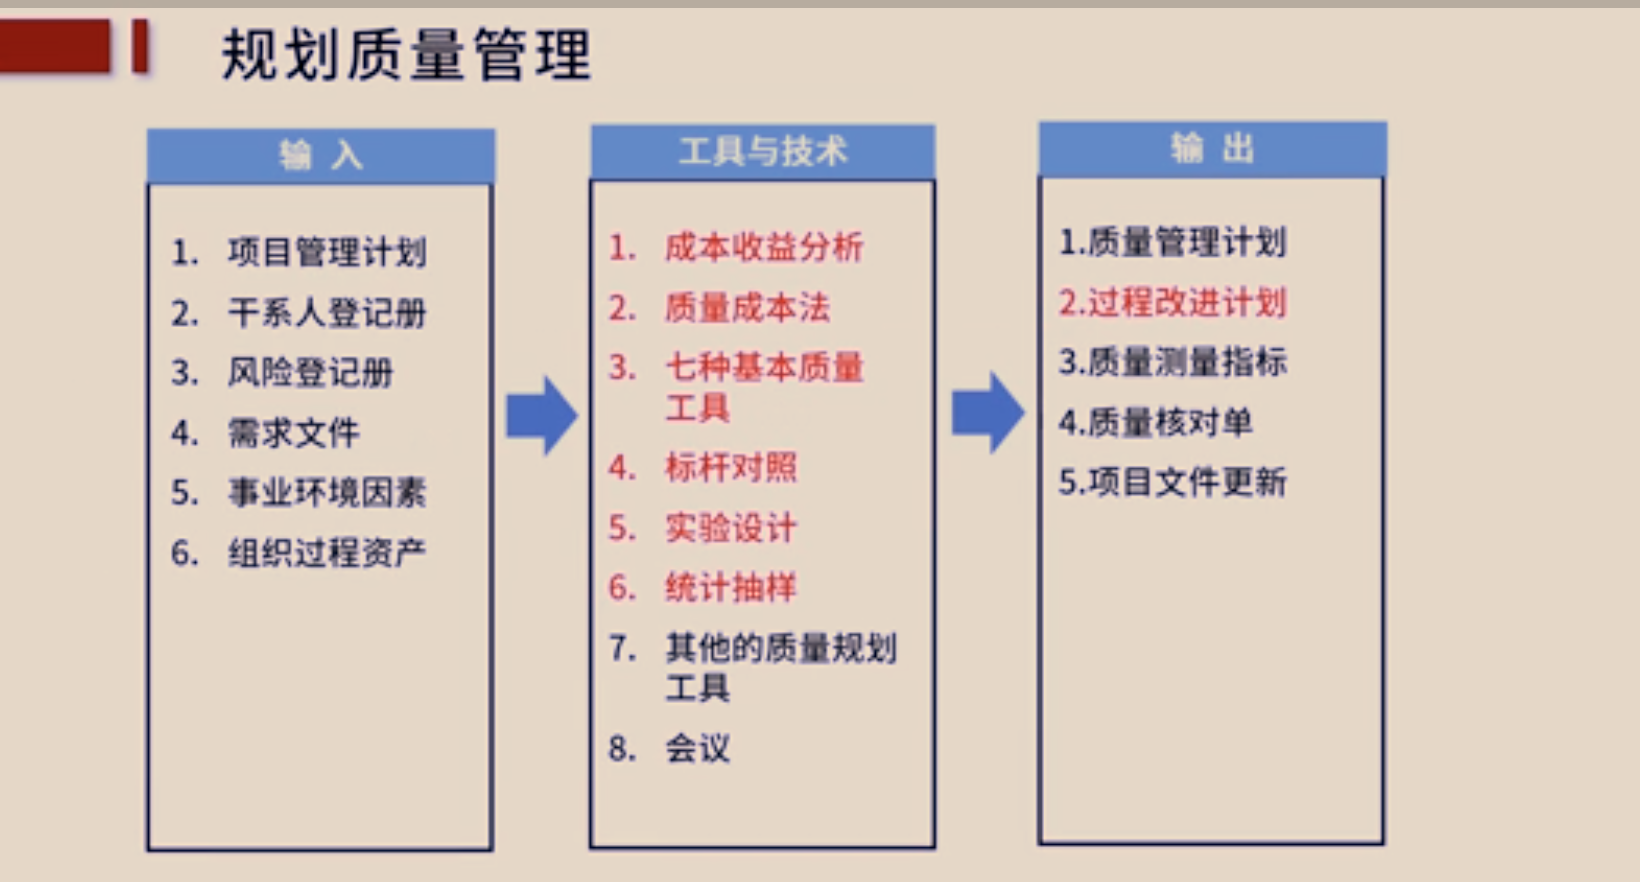 规划质量管理
输 入
1. 项目管理计划
2. 干系人登记册
3. 风险登记册
4. 需求文件
5. 事业环境因素
6. 组织过程资产
工具与技术
1. 成本收益分析
2. 质量成本法
3. 七种基本质量
工具
4. 标杆对照
5. 实验设计
6. 统计抽样
7. 其他的质量规划
工具
8. 会议
输 出
1.质量管理计划
2.过程改进计划
3.质量测量指标
4.质量核对单
5.项目文件更新